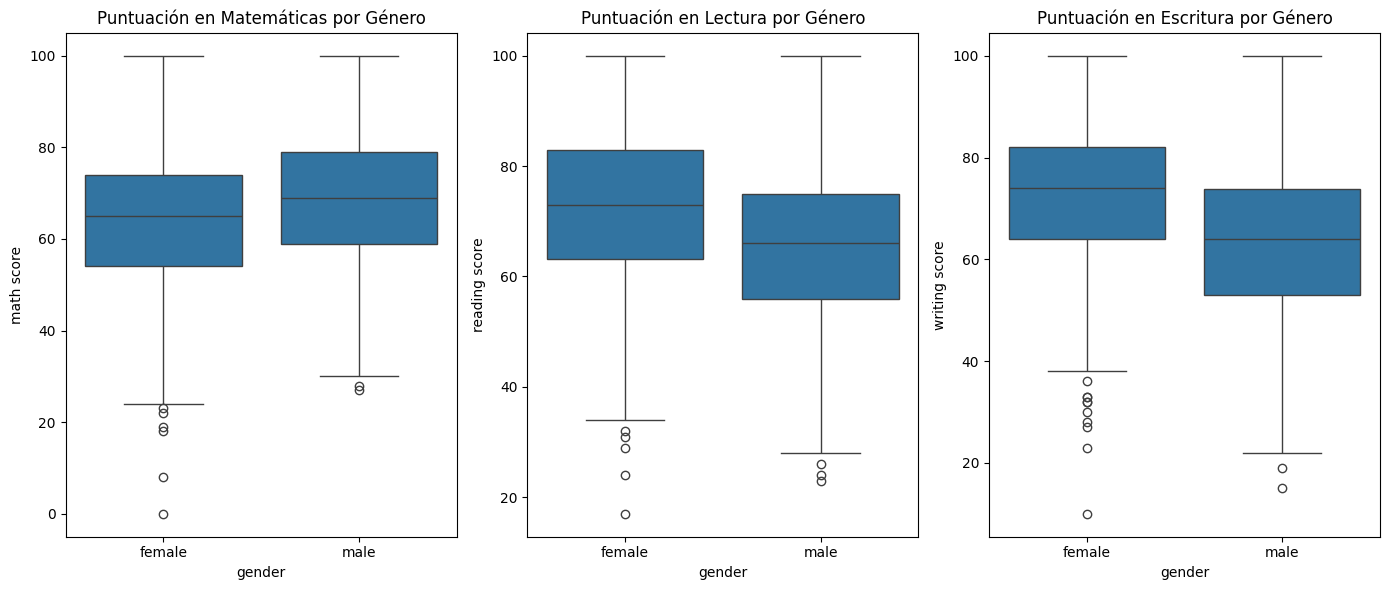 Puntuación en Matemáticas por Género
math score
100
80
60
40
20
0
female
male
gender
Puntuación en Lectura por Género
reading score
100
80
60
40
20
female
male
gender
Puntuación en Escritura por Género
writing score
100
80
60
40
20
female
male
gender